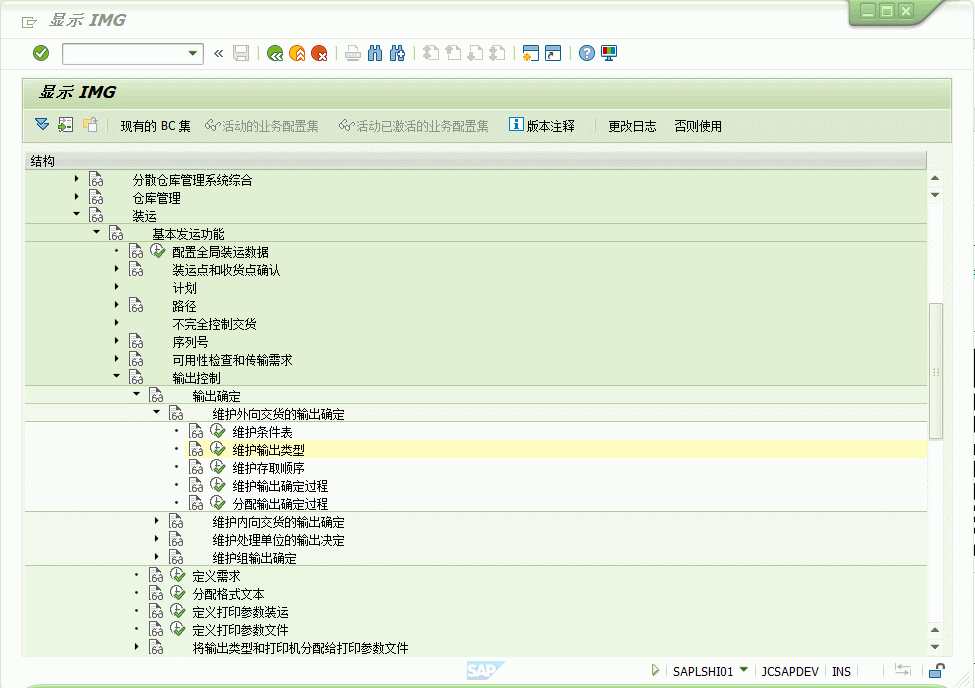 显示 IMG
显示 IMG
现有的 BC 集 活动的业务配置集 活动已激活的业务配置集 版本注释 更改日志 否则使用
结构
分散仓库管理系统综合
仓库管理
装运
基本发运功能
配置全局装运数据
装运点和收货点确认
计划
路径
不完全控制交货
序列号
可用性检查和传输需求
输出控制
输出确定
维护外向交货的输出确定
维护条件表
维护输出类型
维护存取顺序
维护输出确定过程
分配输出确定过程
维护内向交货的输出确定
维护处理单位的输出决定
维护组输出确定
定义需求
分配格式文本
定义打印参数装运
定义打印参数文件
将输出类型和打印机分配给打印参数文件
SAP SAPLSHI01 JCSAPDEV INS